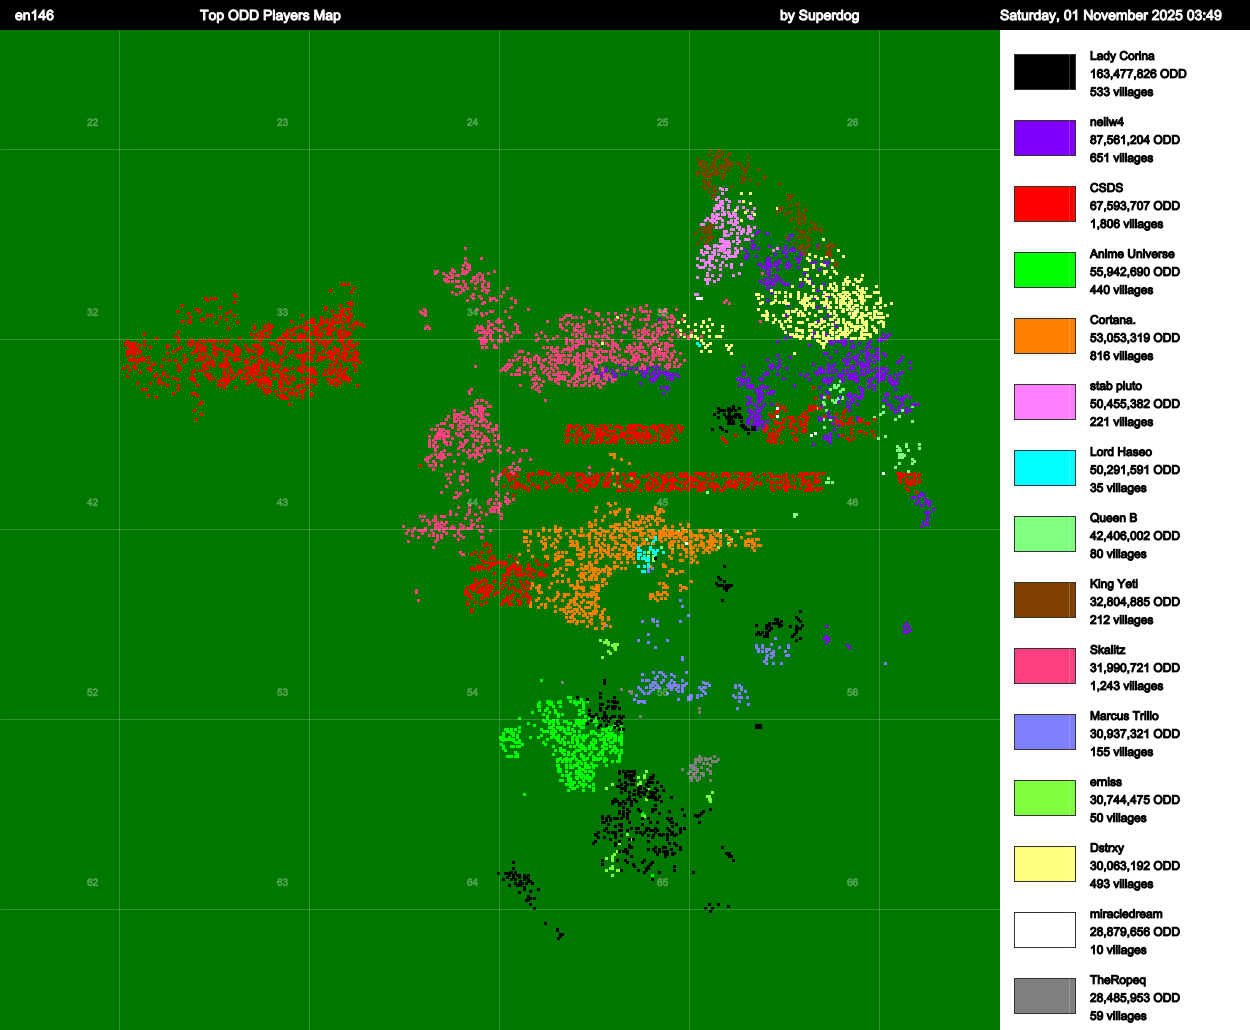 en146 Top ODD Players Map by Superdog Saturday, 01 November 2025 03:49
Lady Corina
163,477,826 ODD
533 villages
neilw4
87,561,204 ODD
651 villages
CSDS
67,593,707 ODD
1,806 villages
Anime Universe
55,942,690 ODD
440 villages
Cortana.
53,053,319 ODD
816 villages
stab pluto
50,455,382 ODD
221 villages
Lord Haseo
50,291,591 ODD
35 villages
Queen B
42,406,002 ODD
80 villages
King Yeti
32,804,885 ODD
212 villages
Skalitz
31,990,721 ODD
1,243 villages
Marcus Trillo
30,937,321 ODD
155 villages
emiss
30,744,475 ODD
50 villages
Dstrxy
30,063,192 ODD
493 villages
miracledream
28,879,656 ODD
10 villages
TheRopeq
28,485,953 ODD
59 villages
22 23 24 25 26
32 33 34
42 43 44 45 46
52 53 54 55 56
62 63 64 65 66